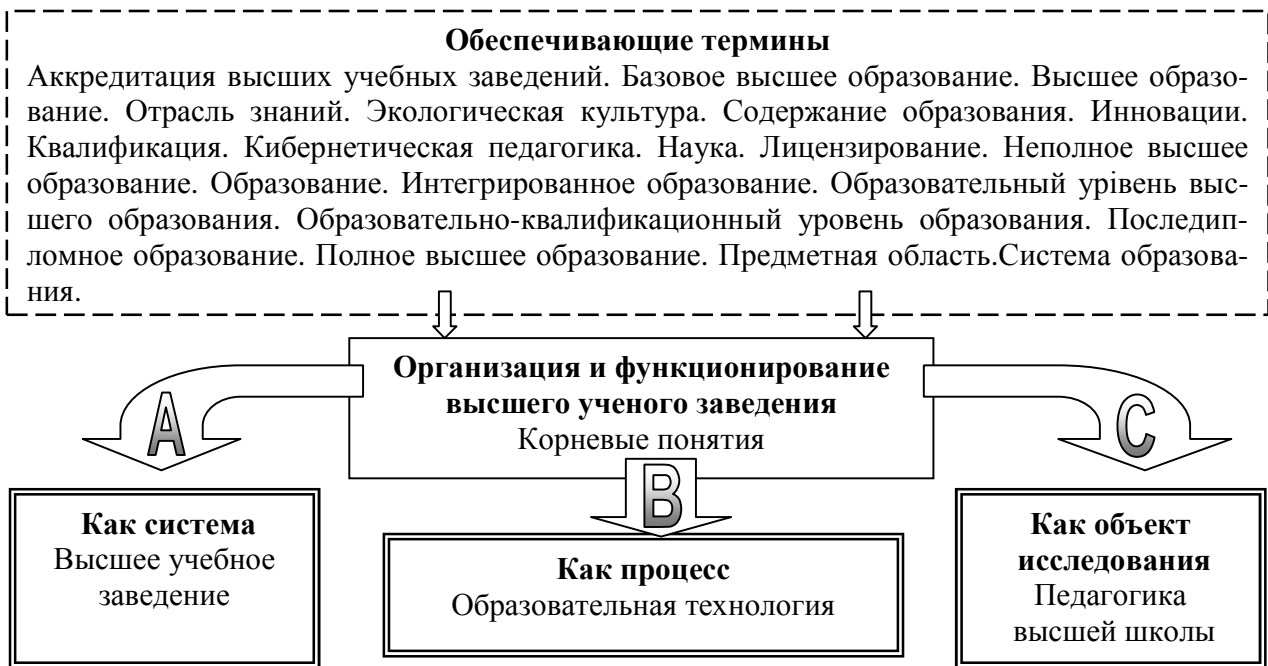 Обеспечивающие термины
Аккредитация высших учебных заведений. Базовое высшее образование. Высшее образо-
вание. Отрасль знаний. Экологическая культура. Содержание образования. Инновации.
Квалификация. Кибернетическая педагогика. Наука. Лицензирование. Неполное высшее
образование. Образование. Интегрированное образование. Образовательный урівень выс-
шего образования. Образовательно-квалификационный уровень образования. Последип-
ломное образование. Полное высшее образование. Предметная область.Система образова-
ния.
Организация и функционирование
высшего ученого заведения
Корневые понятия
A
B
C
Как система
Высшее учебное
заведение
Как процесс
Образовательная технология
Как объект
исследования
Педагогика
высшей школы